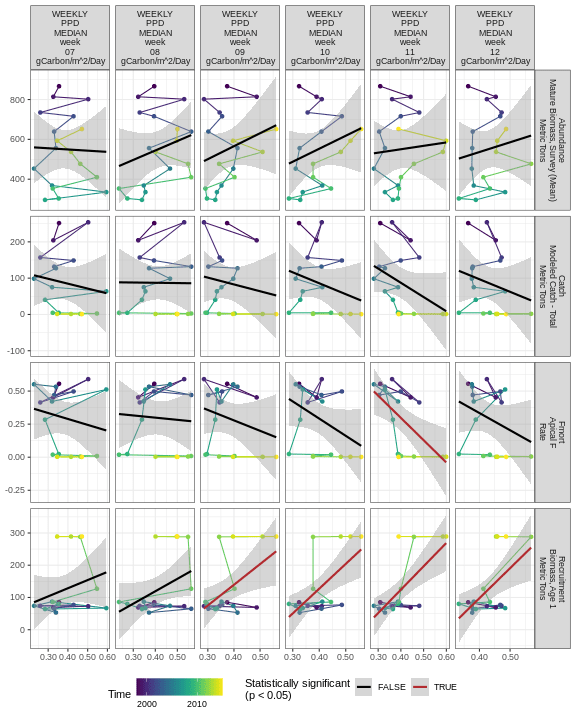 WEEKLY
PPD
MEDIAN
week
07
gCarbon/m^2/Day
WEEKLY
PPD
MEDIAN
week
08
gCarbon/m^2/Day
WEEKLY
PPD
MEDIAN
week
09
gCarbon/m^2/Day
WEEKLY
PPD
MEDIAN
week
10
gCarbon/m^2/Day
WEEKLY
PPD
MEDIAN
week
11
gCarbon/m^2/Day
WEEKLY
PPD
MEDIAN
week
12
gCarbon/m^2/Day
800
600
400
Abundance
Mature Biomass, Survey (Mean)
Metric Tons
200
100
0
-100
Catch
Modeled Catch - Total
Metric Tons
0.50
0.25
0.00
-0.25
Fmort
Apical F
Rate
300
200
100
0
Recruitment
Biomass, Age 1
Metric Tons
0.30 0.40 0.50 0.60
0.30 0.40 0.50
0.30 0.40 0.50
0.30 0.40 0.50
0.30 0.40 0.50 0.60
0.40 0.50
Time
2000 2010
Statistically significant
(p < 0.05)
FALSE
TRUE